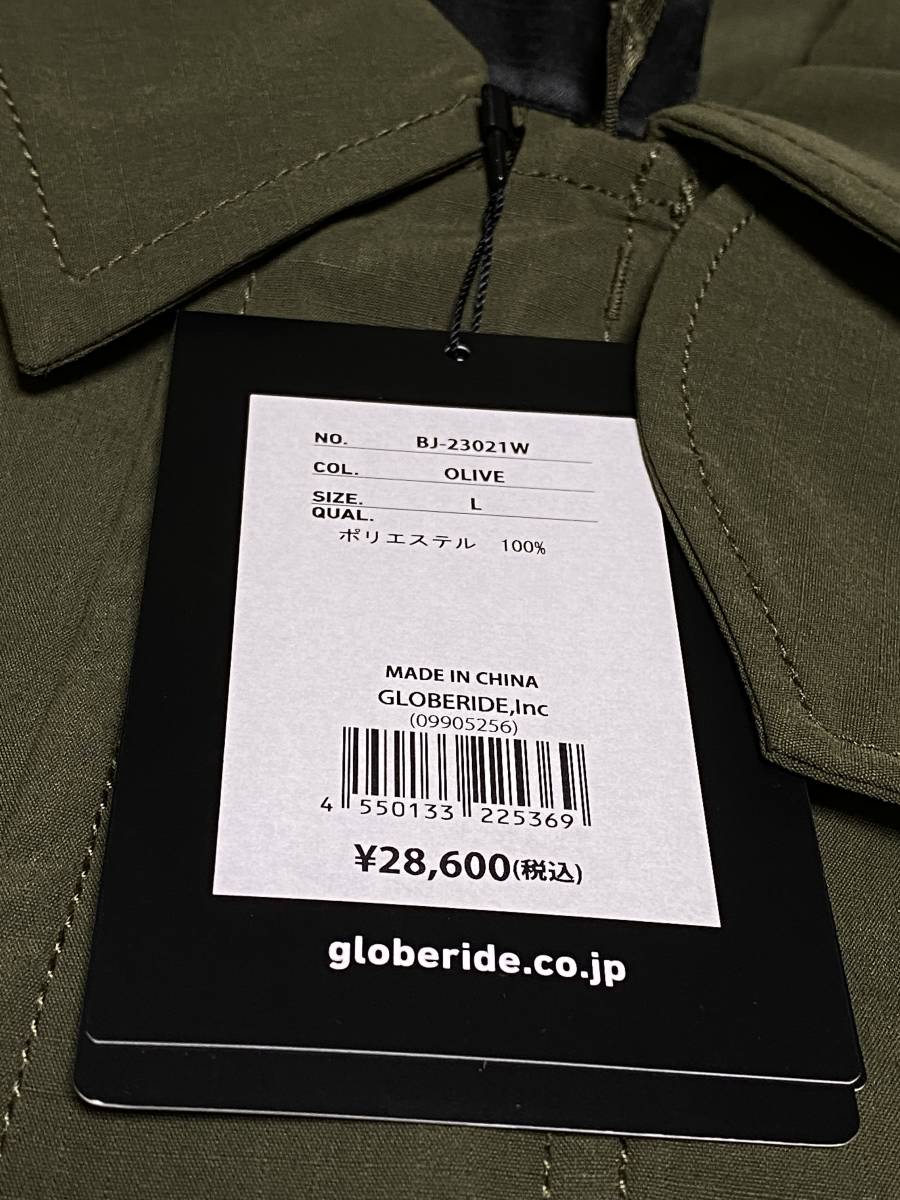 NO. BJ-23021W
COL. OLIVE
SIZE. L
QUAL.
ポリエステル 100%
MADE IN CHINA
GLOBERIDE,Inc
(09905256)
4 550133 225369
¥28,600(税込)
globeride.co.jp